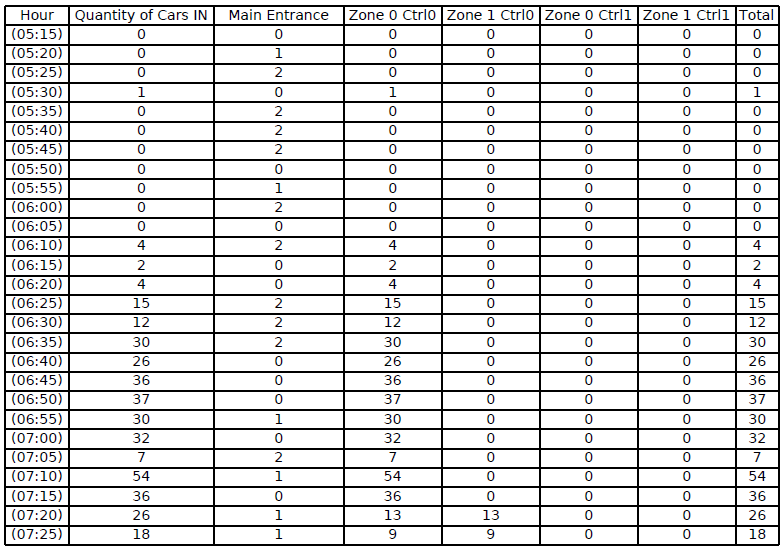 Hour Quantity of Cars IN Main Entrance Zone 0 Ctrl0 Zone 1 Ctrl0 Zone 0 Ctrl1 Zone 1 Ctrl1 Total
(05:15) 0 0 0 0 0 0 0
(05:20) 0 1 0 0 0 0 0
(05:25) 0 2 0 0 0 0 0
(05:30) 1 0 1 0 0 0 1
(05:35) 0 2 0 0 0 0 0
(05:40) 0 2 0 0 0 0 0
(05:45) 0 2 0 0 0 0 0
(05:50) 0 0 0 0 0 0 0
(05:55) 0 1 0 0 0 0 0
(06:00) 0 2 0 0 0 0 0
(06:05) 0 0 0 0 0 0 0
(06:10) 4 2 4 0 0 0 4
(06:15) 2 0 2 0 0 0 2
(06:20) 4 0 4 0 0 0 4
(06:25) 15 2 15 0 0 0 15
(06:30) 12 2 12 0 0 0 12
(06:35) 30 2 30 0 0 0 30
(06:40) 26 0 26 0 0 0 26
(06:45) 36 0 36 0 0 0 36
(06:50) 37 0 37 0 0 0 37
(06:55) 30 1 30 0 0 0 30
(07:00) 32 0 32 0 0 0 32
(07:05) 7 2 7 0 0 0 7
(07:10) 54 1 54 0 0 0 54
(07:15) 36 0 36 0 0 0 36
(07:20) 26 1 13 13 0 0 26
(07:25) 18 1 9 9 0 0 18